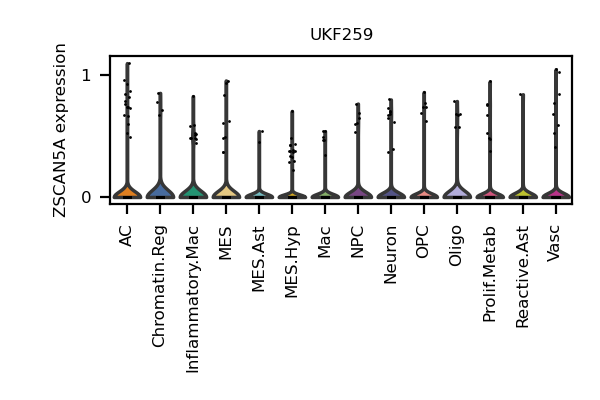 UKF259
ZSCAN5A expression
1
0
AC
Chromatin.Reg
Inflammatory.Mac
MES
MES.Ast
MES.Hyp
Mac
NPC
Neuron
OPC
Oligo
Prolif.Metab
Reactive.Ast
Vasc